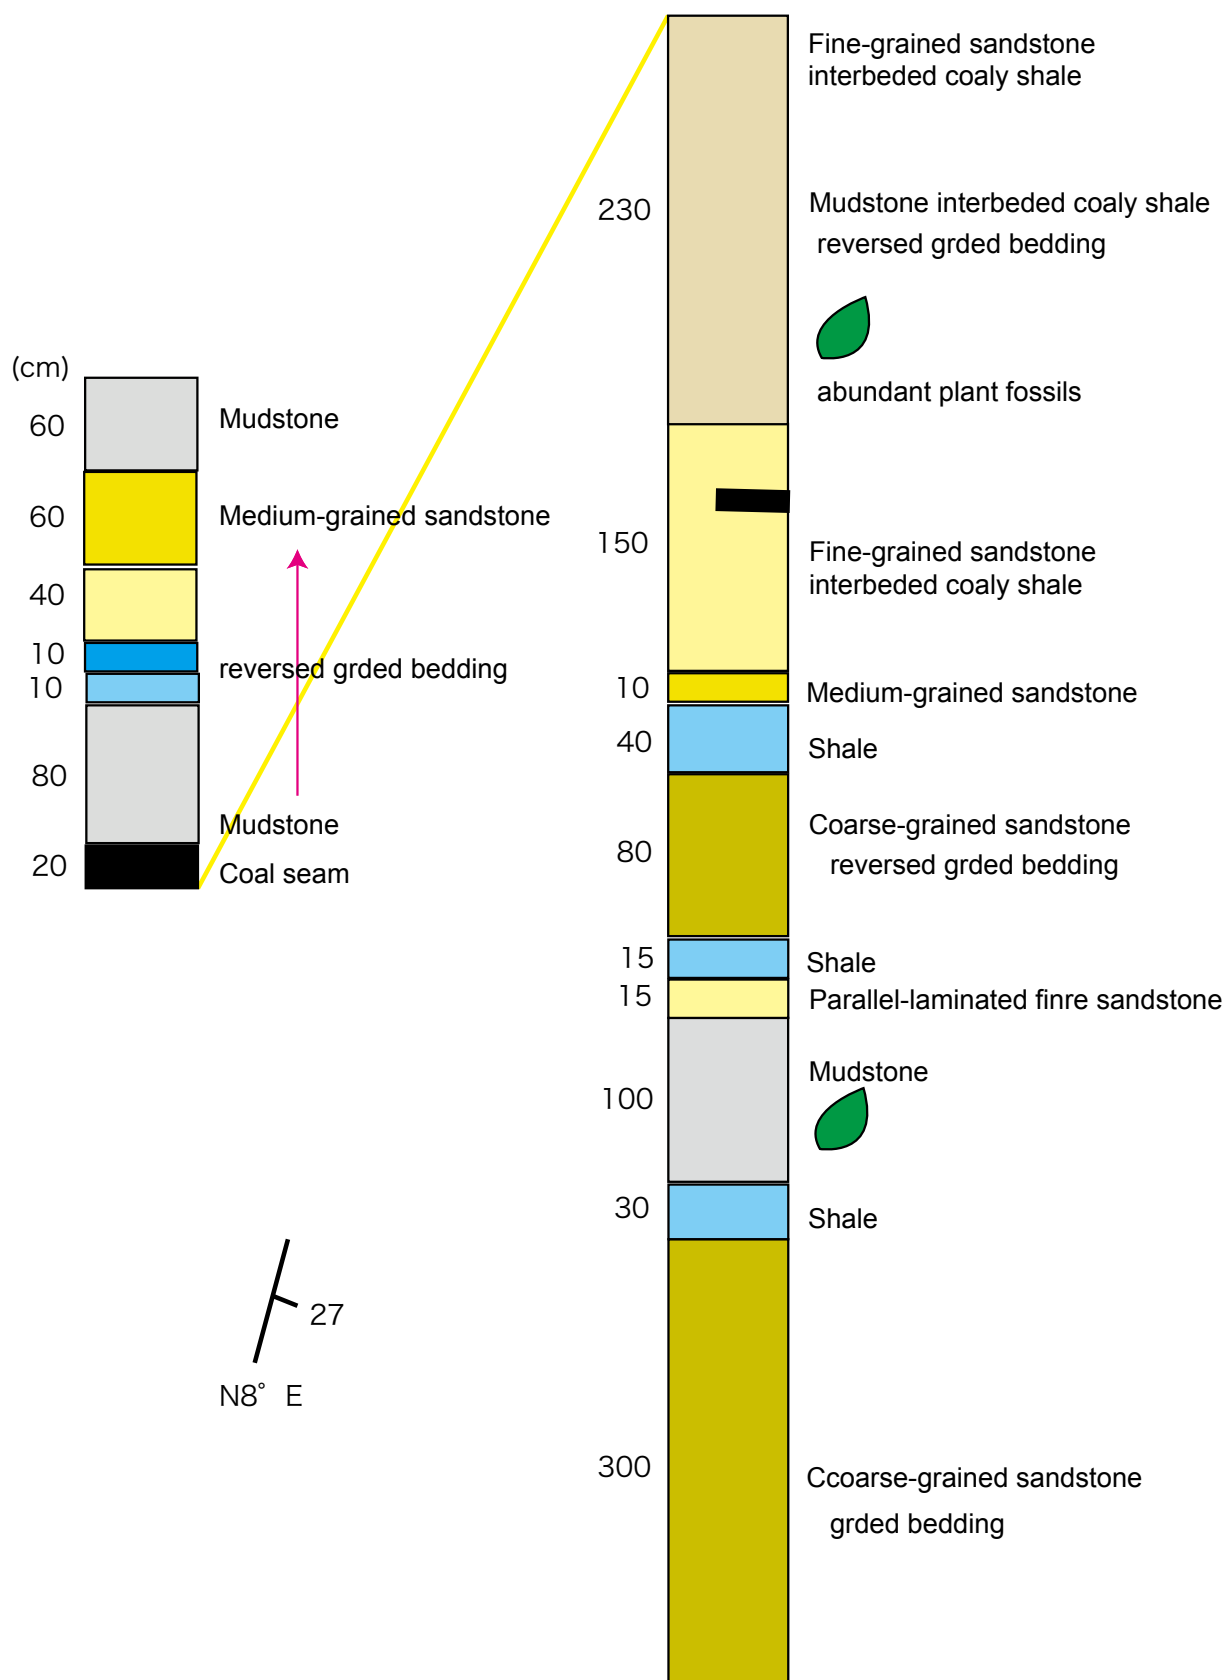 (cm)
60
Mudstone
60
Medium-grained sandstone
40
10
reversed grded bedding
10
80
Mudstone
20
Coal seam
27
N8° E
Fine-grained sandstone
interbeded coaly shale
230
Mudstone interbeded coaly shale
reversed grded bedding
abundant plant fossils
150
Fine-grained sandstone
interbeded coaly shale
10
Medium-grained sandstone
40
Shale
Coarse-grained sandstone
80
reversed grded bedding
15
Shale
15
Parallel-laminated finre sandstone
Mudstone
100
30
Shale
300
Ccoarse-grained sandstone
grded bedding